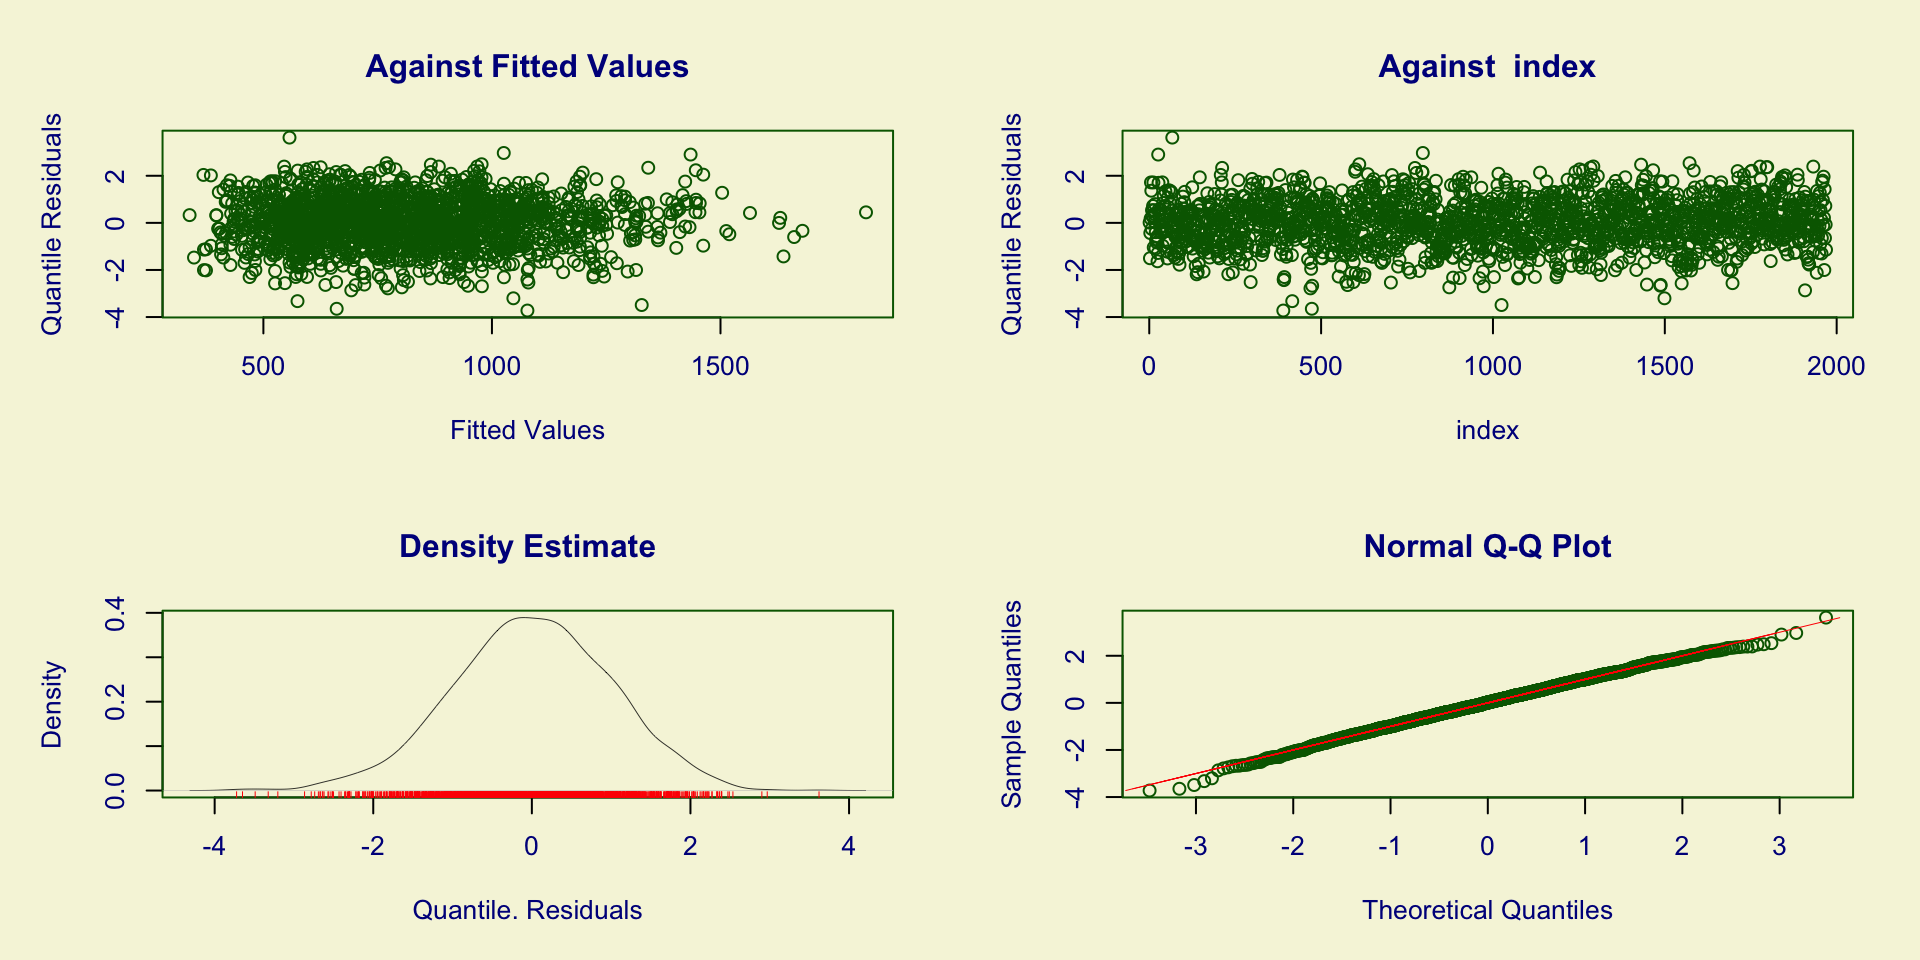 Against Fitted Values
Quantile Residuals
-4 -2 0 2
500 1000 1500
Fitted Values
Against  index
Quantile Residuals
-4 -2 0 2
0 500 1000 1500 2000
index
Density Estimate
Density
0.0 0.2 0.4
-4 -2 0 2 4
Quantile. Residuals
Normal Q-Q Plot
Sample Quantiles
-4 -2 0 2
-3 -2 -1 0 1 2 3
Theoretical Quantiles